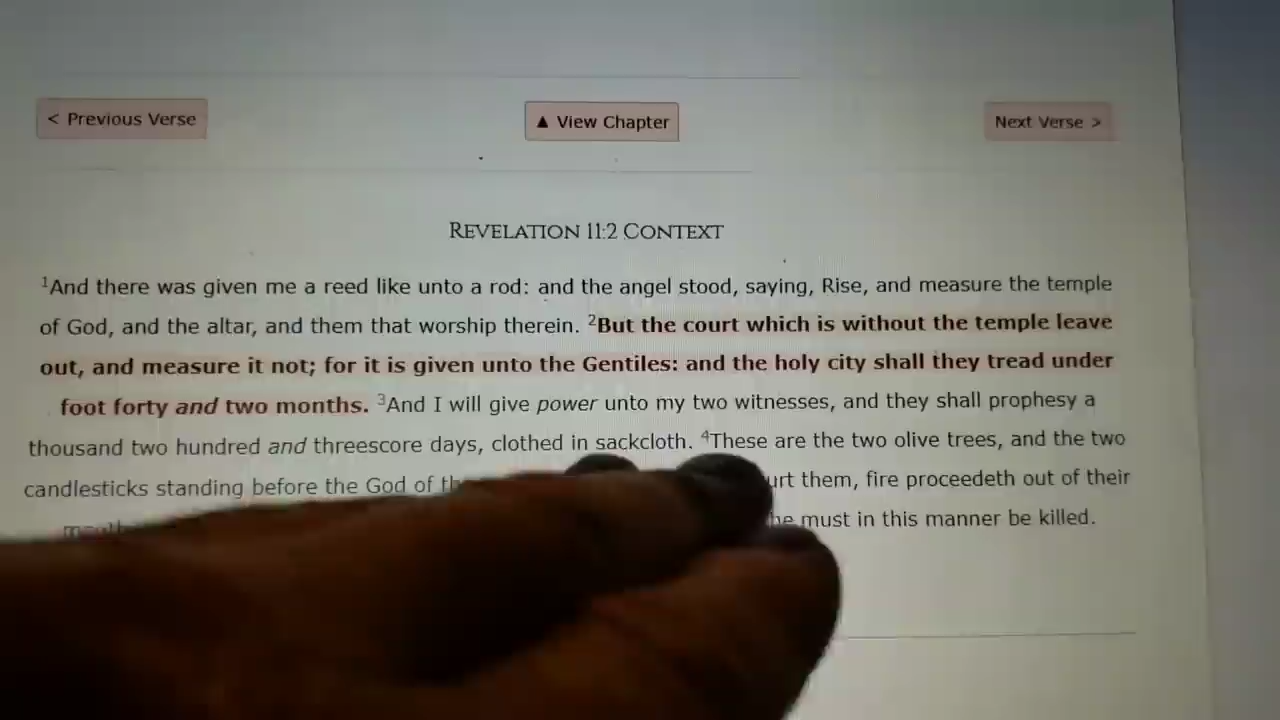 < Previous Verse
▲ View Chapter
Next Verse >
Revelation 11:2 Context
1And there was given me a reed like unto a rod: and the angel stood, saying, Rise, and measure the temple
of God, and the altar, and them that worship therein. 2But the court which is without the temple leave
out, and measure it not; for it is given unto the Gentiles: and the holy city shall they tread under
foot forty and two months. 3And I will give power unto my two witnesses, and they shall prophesy a
thousand two hundred and threescore days, clothed in sackcloth. 4These are the two olive trees, and the two
candlesticks standing before the God of them, fire proceedeth out of their
must in this manner be killed.